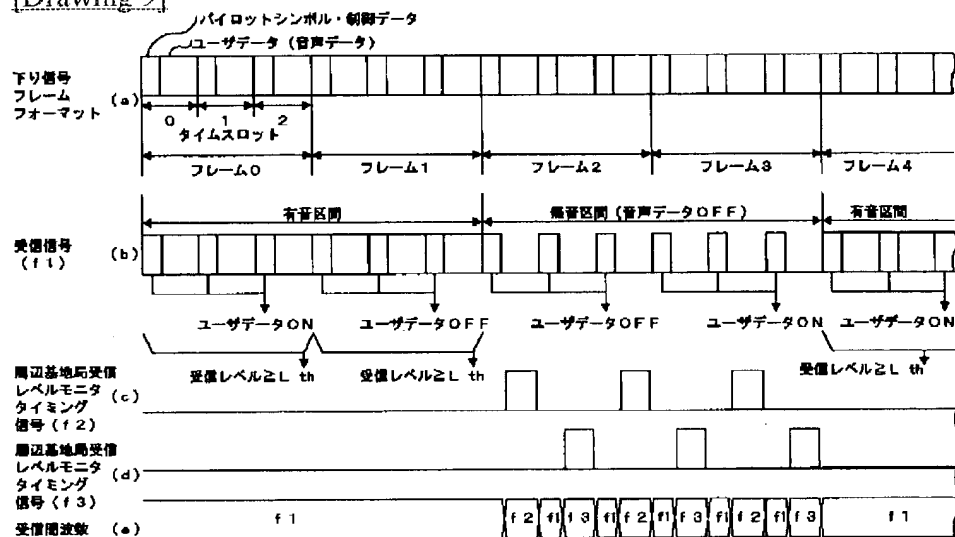 [Drawing 9]
パイロットシンボル・制御データ
ユーザデータ (音声データ)
下り信号
フレーム (a)
フォーマット
0 1 2
タイムスロット
フレーム0 フレーム1 フレーム2 フレーム3 フレーム4
有音区間 無音区間 (音声データOFF) 有音区間
受信信号 (b)
(f1)
ユーザデータON ユーザデータOFF ユーザデータOFF ユーザデータON ユーザデータON
受信レベル≧L th 受信レベル≧L th 受信レベル≧L th
周辺基地局受信
レベルモニタ (c)
タイミング
信号 (f2)
周辺基地局受信
レベルモニタ (d)
タイミング
信号 (f3)
f1 f2 f1 f3 f1 f2 f1 f3 f1 f2 f1 f3 f1
受信周波数 (e)